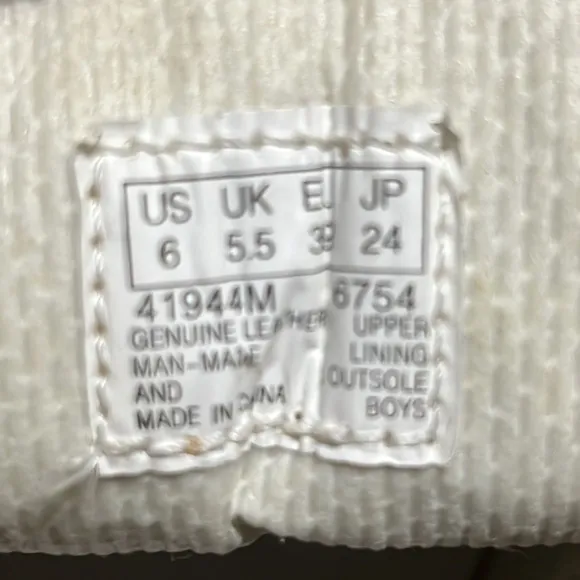 US UK EU JP
6 5.5 39 24
41944M 6754
GENUINE LEATHER UPPER
MAN-MADE LINING
AND OUTSOLE
MADE IN CHINA BOYS